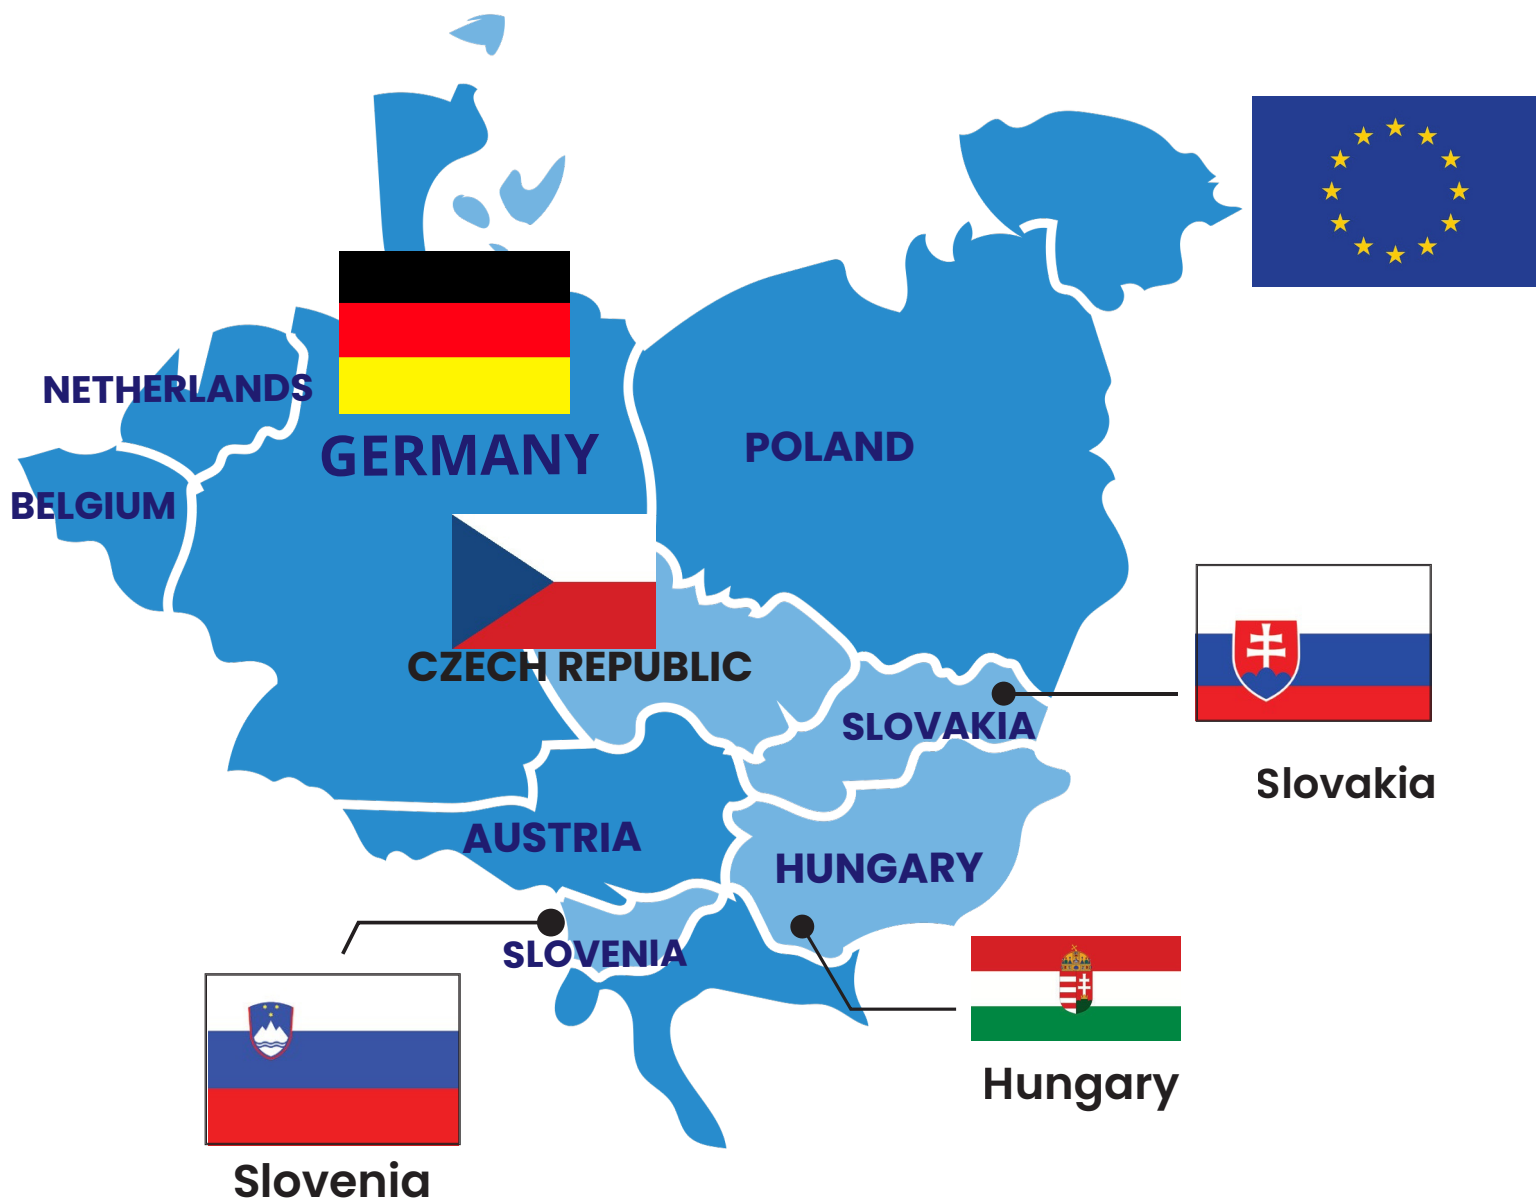 NETHERLANDS
GERMANY
POLAND
BELGIUM
CZECH REPUBLIC
SLOVAKIA
Slovakia
AUSTRIA
HUNGARY
SLOVENIA
Hungary
Slovenia